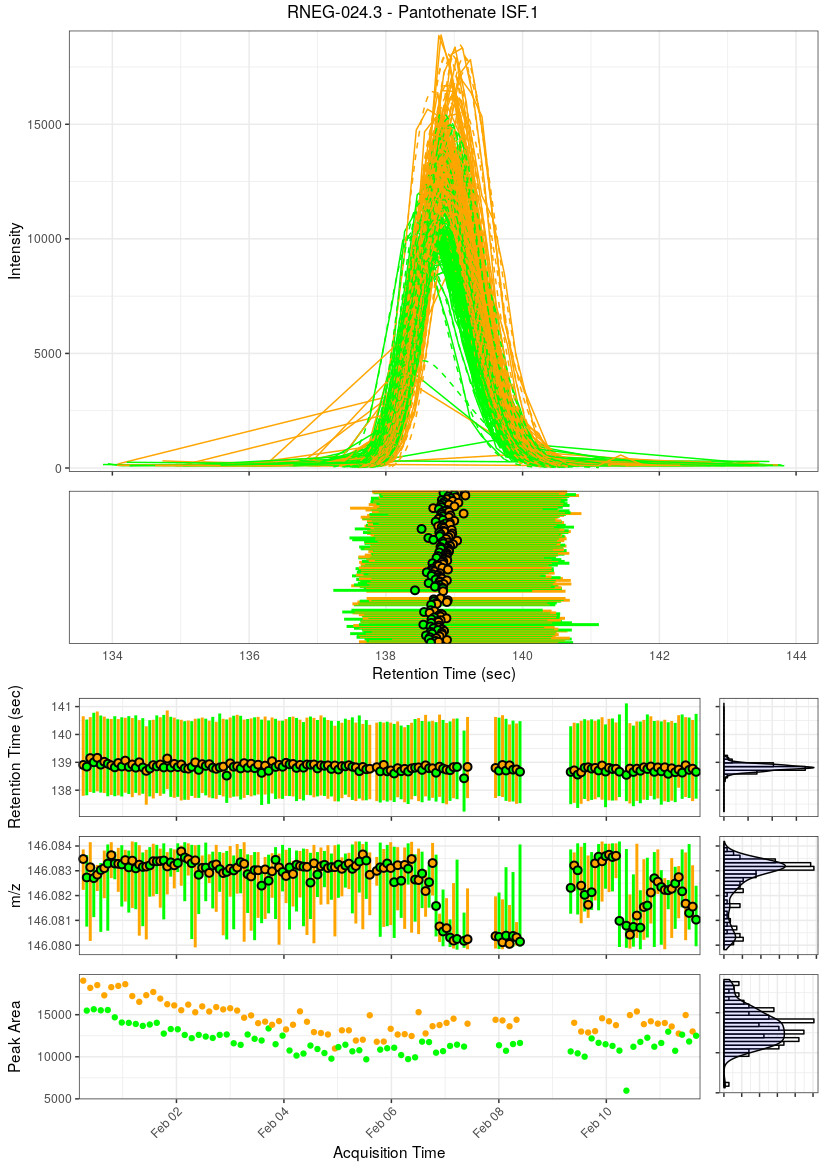 RNEG-024.3 - Pantothenate ISF.1
Intensity
15000
10000
5000
0
134 136 138 140 142 144
Retention Time (sec)
Retention Time (sec)
141
140
139
138
m/z
146.084
146.083
146.082
146.081
146.080
Peak Area
15000
10000
5000
Feb 02 Feb 04 Feb 06 Feb 08 Feb 10
Acquisition Time